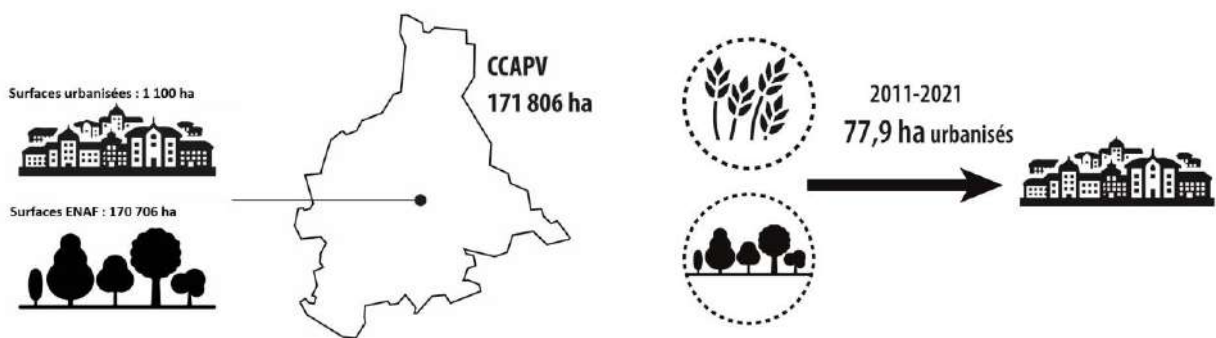 Surfaces urbanisées : 1 100 ha
Surfaces ENAF : 170 706 ha
CCAPV
171 806 ha
2011-2021
77,9 ha urbanisés